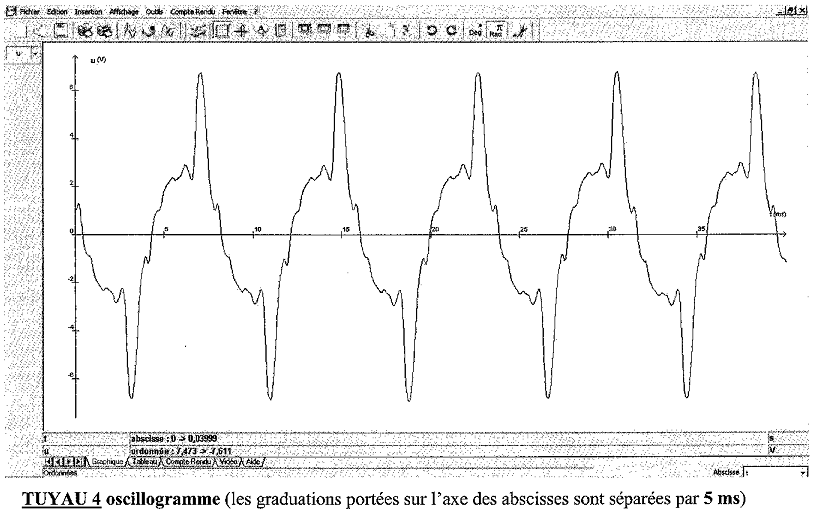 Fichier Edition Insertion Affichage Outils Compte Rendu Fenêtre ?
u
u (V)
6
4
2
0
-2
-4
-6
5
10
15
20
25
30
35
t (ms)
t abscisse : 0 -> 0,03999 s
u ordonnée : 7,473 -> -7,611 V
Graphique Tableau Compte Rendu Vidéo Aide
Ordonnées
Abscisse t
TUYAU 4 oscillogramme (les graduations portées sur l'axe des abscisses sont séparées par 5 ms)